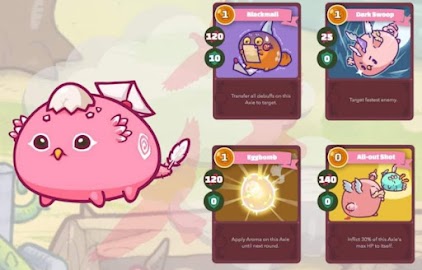 1
Blackmail
120
10
Transfer all debuffs on this
Axie to target.
1
Dark Swoop
25
0
Target fastest enemy.
1
Eggbomb
120
0
Apply Aroma on this Axie
until next round.
0
All-out Shot
140
0
Inflict 30% of this Axie's
max HP to itself.